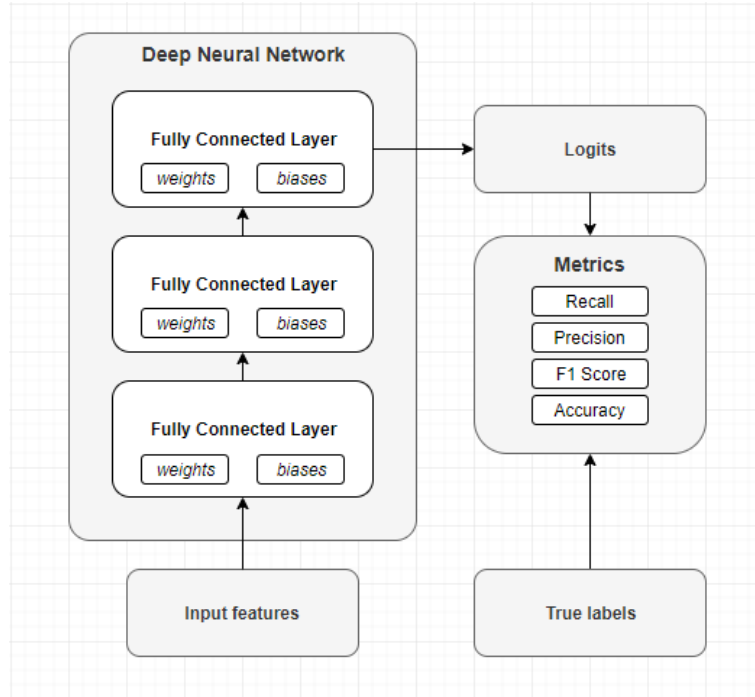 Deep Neural Network
Fully Connected Layer
weights biases
Fully Connected Layer
weights biases
Fully Connected Layer
weights biases
Input features
Logits
Metrics
Recall
Precision
F1 Score
Accuracy
True labels